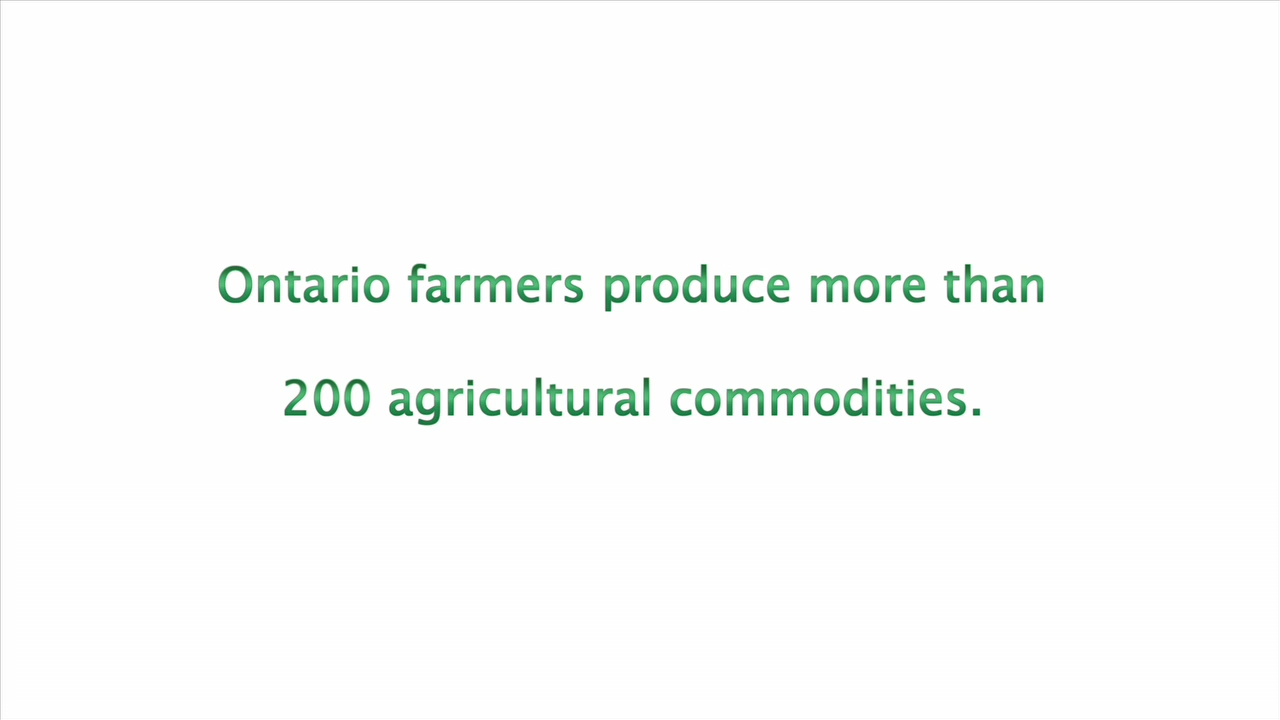 Ontario farmers produce more than
200 agricultural commodities.